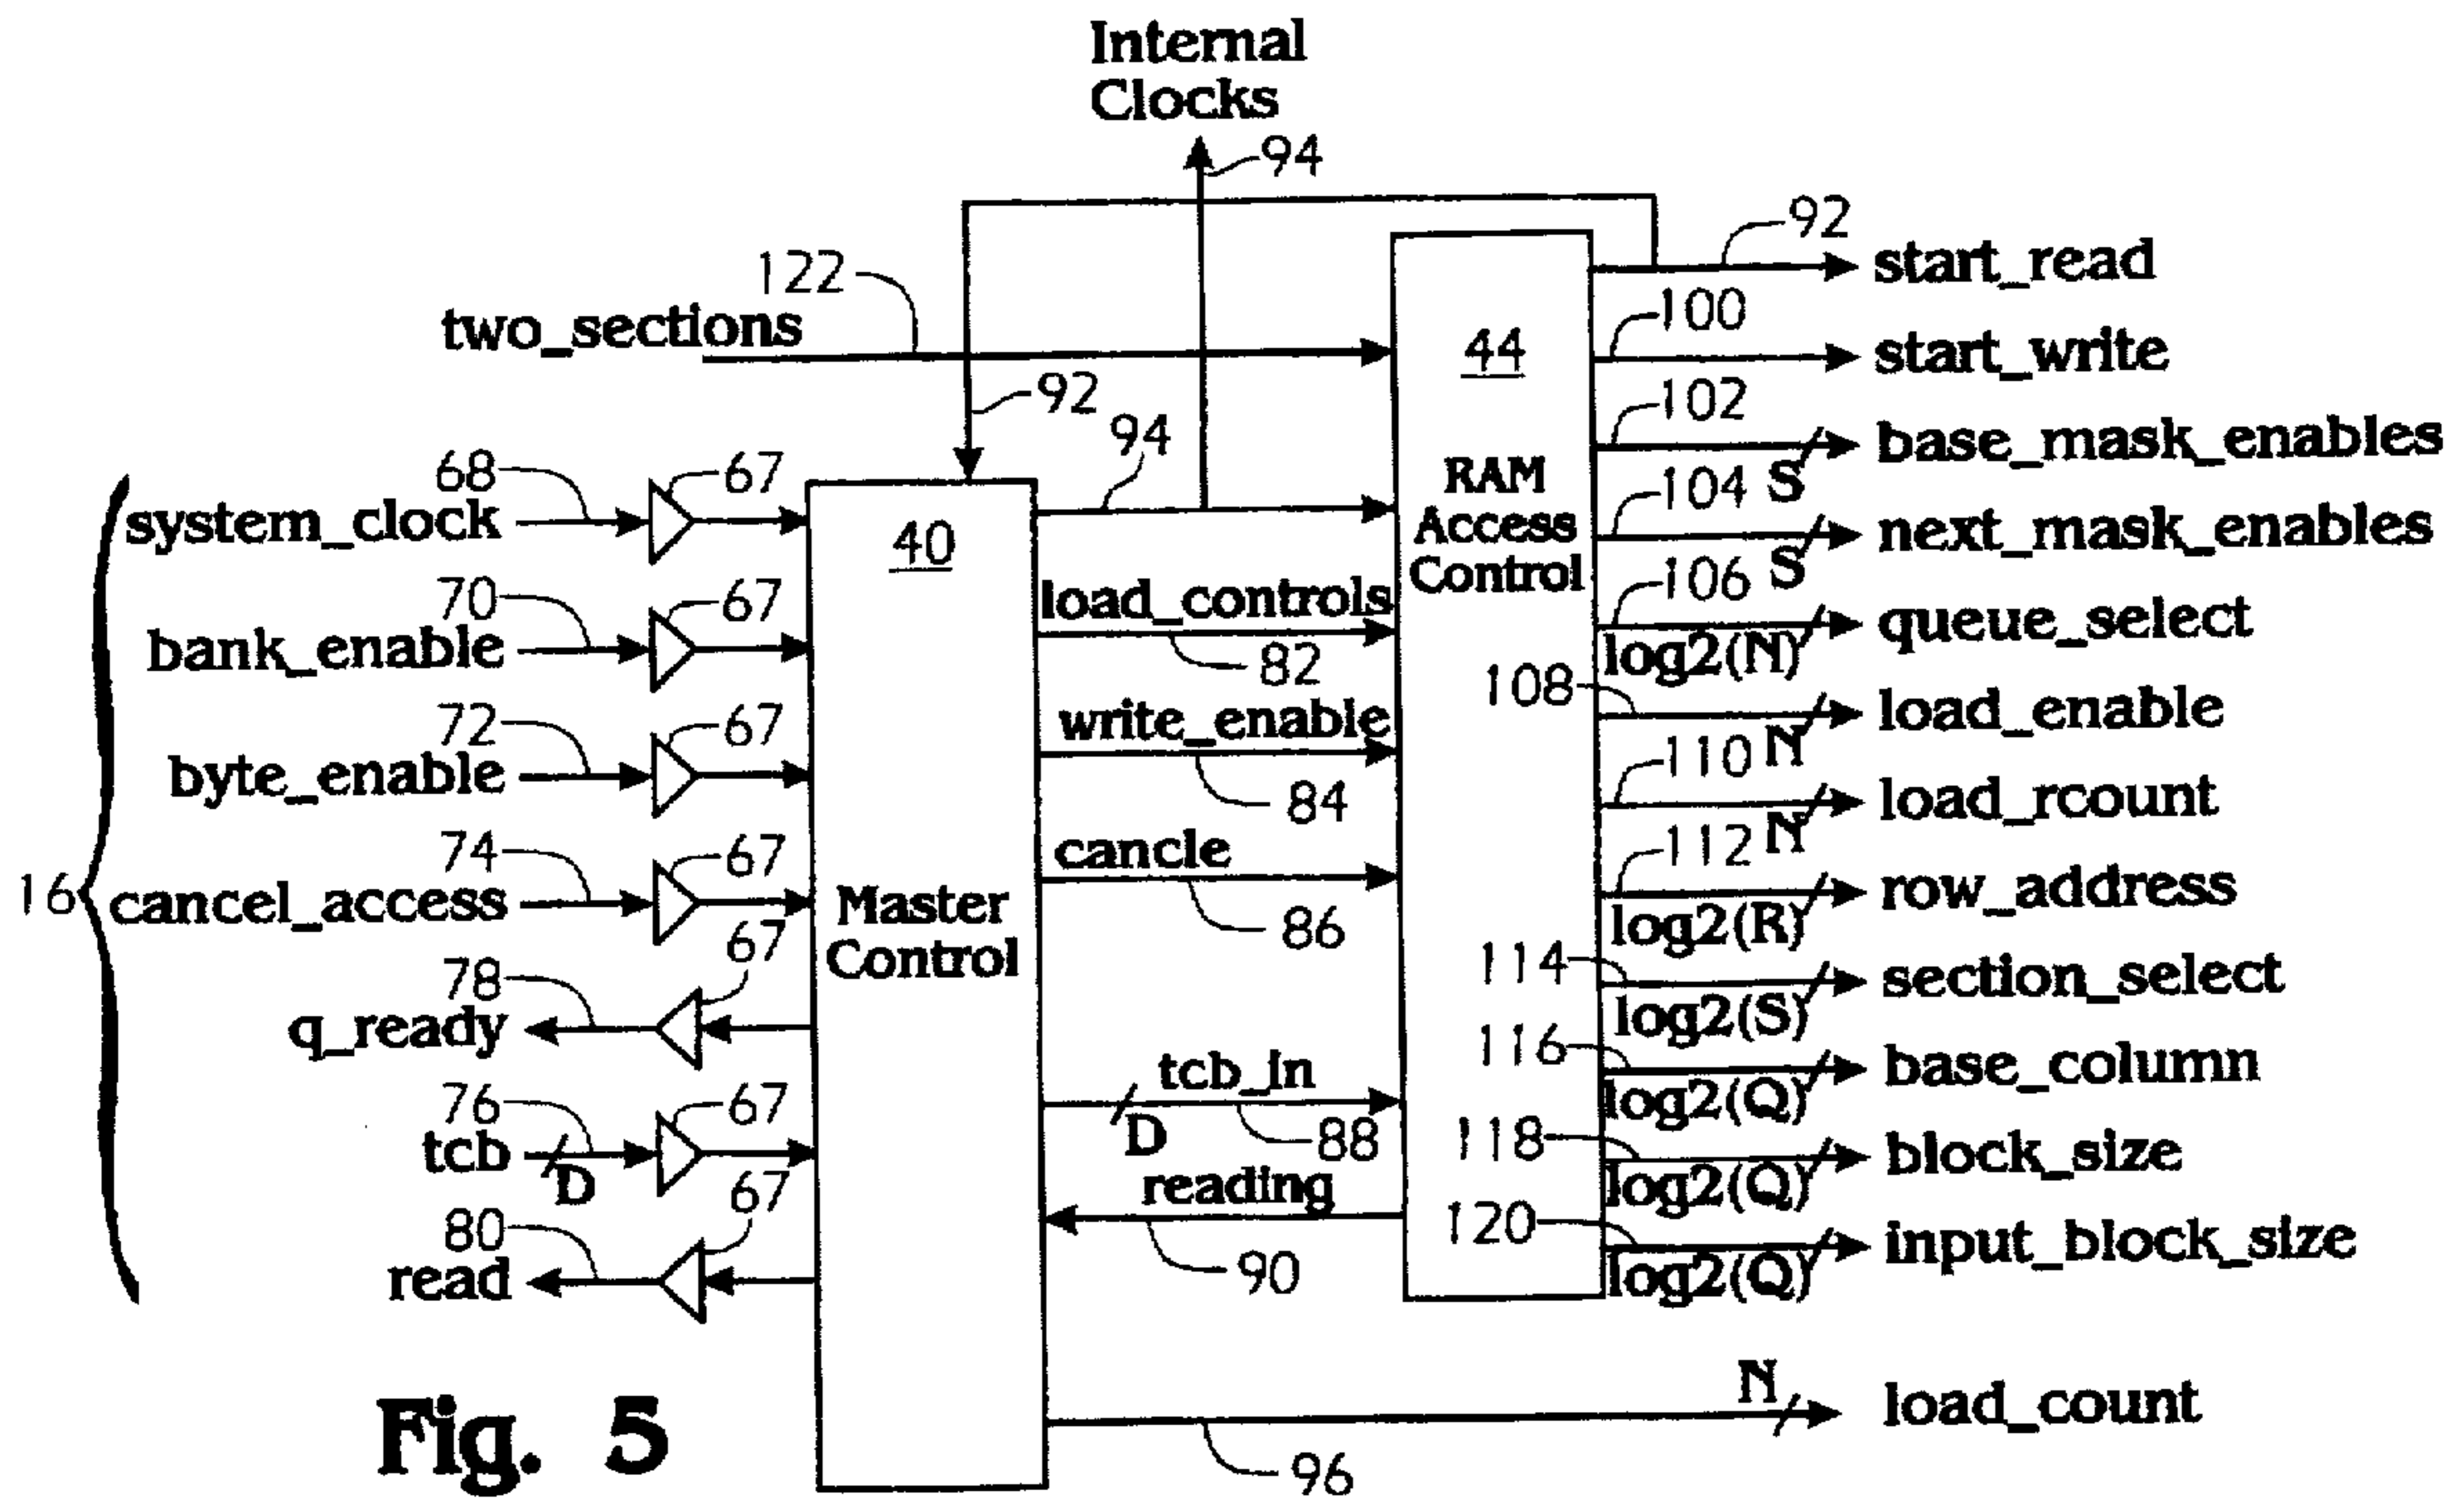 Internal
Clocks
94
92
start_read
122
two_sections
100
start_write
44
92
102
base_mask_enables
S
94
RAM
Access
Control
104
next_mask_enables
S
16
68
67
system_clock
40
70
67
bank_enable
load_controls
82
106
queue_select
log2(N)
72
67
byte_enable
write_enable
84
108
load_enable
N
74
67
cancel_access
Master
Control
cancle
86
110
load_rcount
N
112
row_address
log2(R)
78
67
q_ready
114
section_select
log2(S)
76
67
tcb
D
tcb_in
D
88
116
base_column
log2(Q)
118
block_size
log2(Q)
80
67
read
reading
90
120
input_block_size
log2(Q)
N
load_count
96
Fig. 5